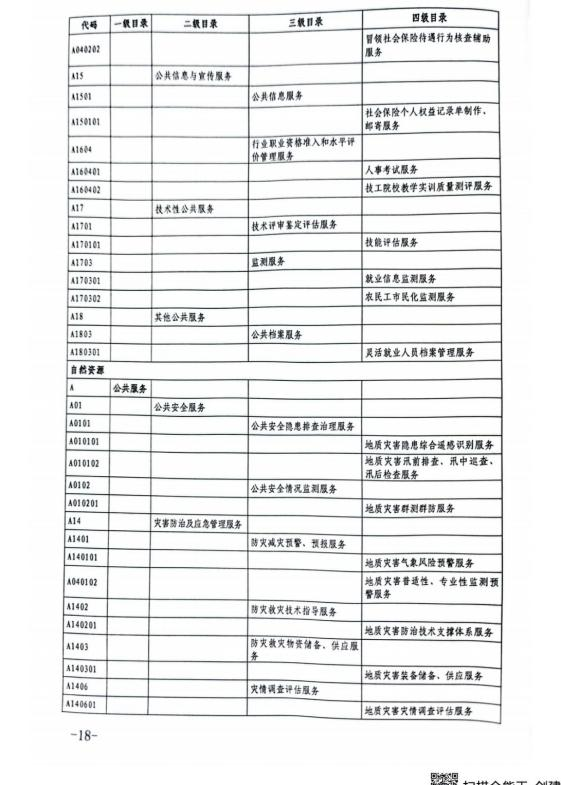 代码 一级目录 二级目录 三级目录 四级目录
A040202 冒领社会保险待遇行为核查辅助
服务
A15 公共信息与宣传服务
A1501 公共信息服务
A150101 社会保险个人权益记录单制作、
邮寄服务
A1604 行业职业资格准入和水平评
价管理服务
A160401 人事考试服务
A160402 技工院校教学实训质量测评服务
A17 技术性公共服务
A1701 技术评审鉴定评估服务
A170101 技能评估服务
A1703 监测服务
A170301 就业信息监测服务
A170302 农民工市民化监测服务
A18 其他公共服务
A1803 公共档案服务
A180301 灵活就业人员档案管理服务
自然资源
A 公共服务
A01 公共安全服务
A0101 公共安全隐患排查治理服务
A010101 地质灾害隐患综合遥感识别服务
A010102 地质灾害汛前排查、汛中巡查、
汛后检查服务
A0102 公共安全情况监测服务
A010201 地质灾害群测群防服务
A14 灾害防治及应急管理服务
A1401 防灾减灾预警、预报服务
A140101 地质灾害气象风险预警服务
A040102 地质灾害普适性、专业性监测预
警服务
A1402 防灾救灾技术指导服务
A140201 地质灾害防治技术支撑体系服务
A1403 防灾救灾物资储备、供应服
务
A140301 地质灾害装备储备、供应服务
A1406 灾情调查评估服务
A140601 地质灾害灾情调查评估服务
-18-